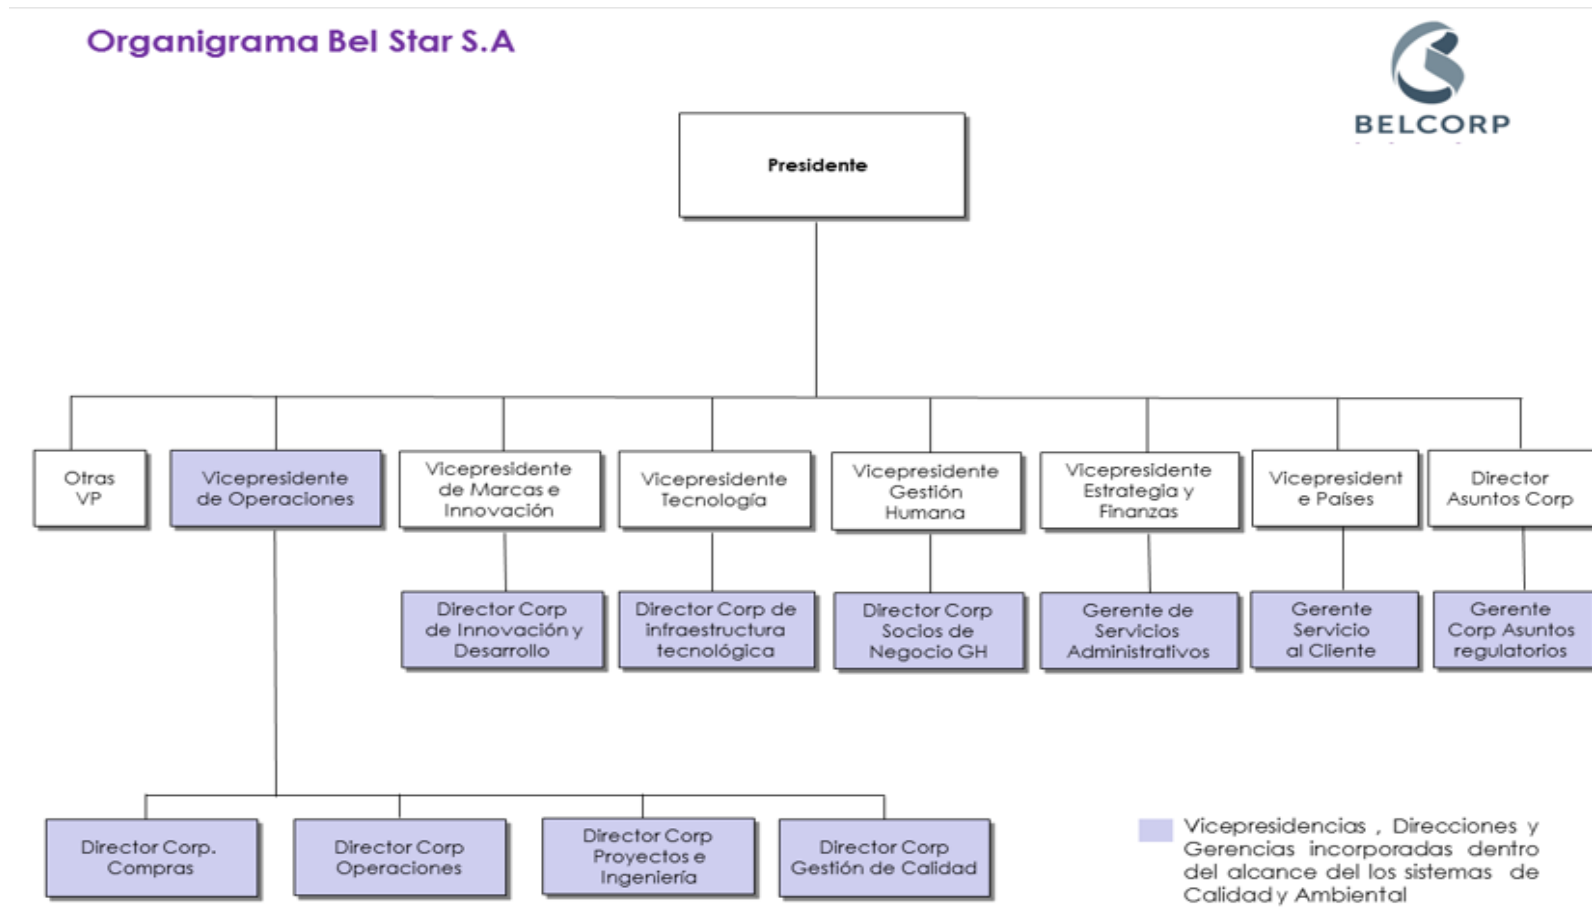 Organigrama Bel Star S.A
BELCORP
Presidente
Otras
VP
Vicepresidente
de Operaciones
Vicepresidente
de Marcas e
Innovación
Vicepresidente
Tecnología
Vicepresidente
Gestión
Humana
Vicepresidente
Estrategia y
Finanzas
Vicepresident
e Países
Director
Asuntos Corp
Director Corp
de Innovación y
Desarrollo
Director Corp de
infraestructura
tecnológica
Director Corp
Socios de
Negocio GH
Gerente de
Servicios
Administrativos
Gerente
Servicio
al Cliente
Gerente
Corp Asuntos
regulatorios
Director Corp.
Compras
Director Corp
Operaciones
Director Corp
Proyectos e
Ingeniería
Director Corp
Gestión de Calidad
Vicepresidencias , Direcciones y
Gerencias incorporadas dentro
del alcance del los sistemas de
Calidad y Ambiental